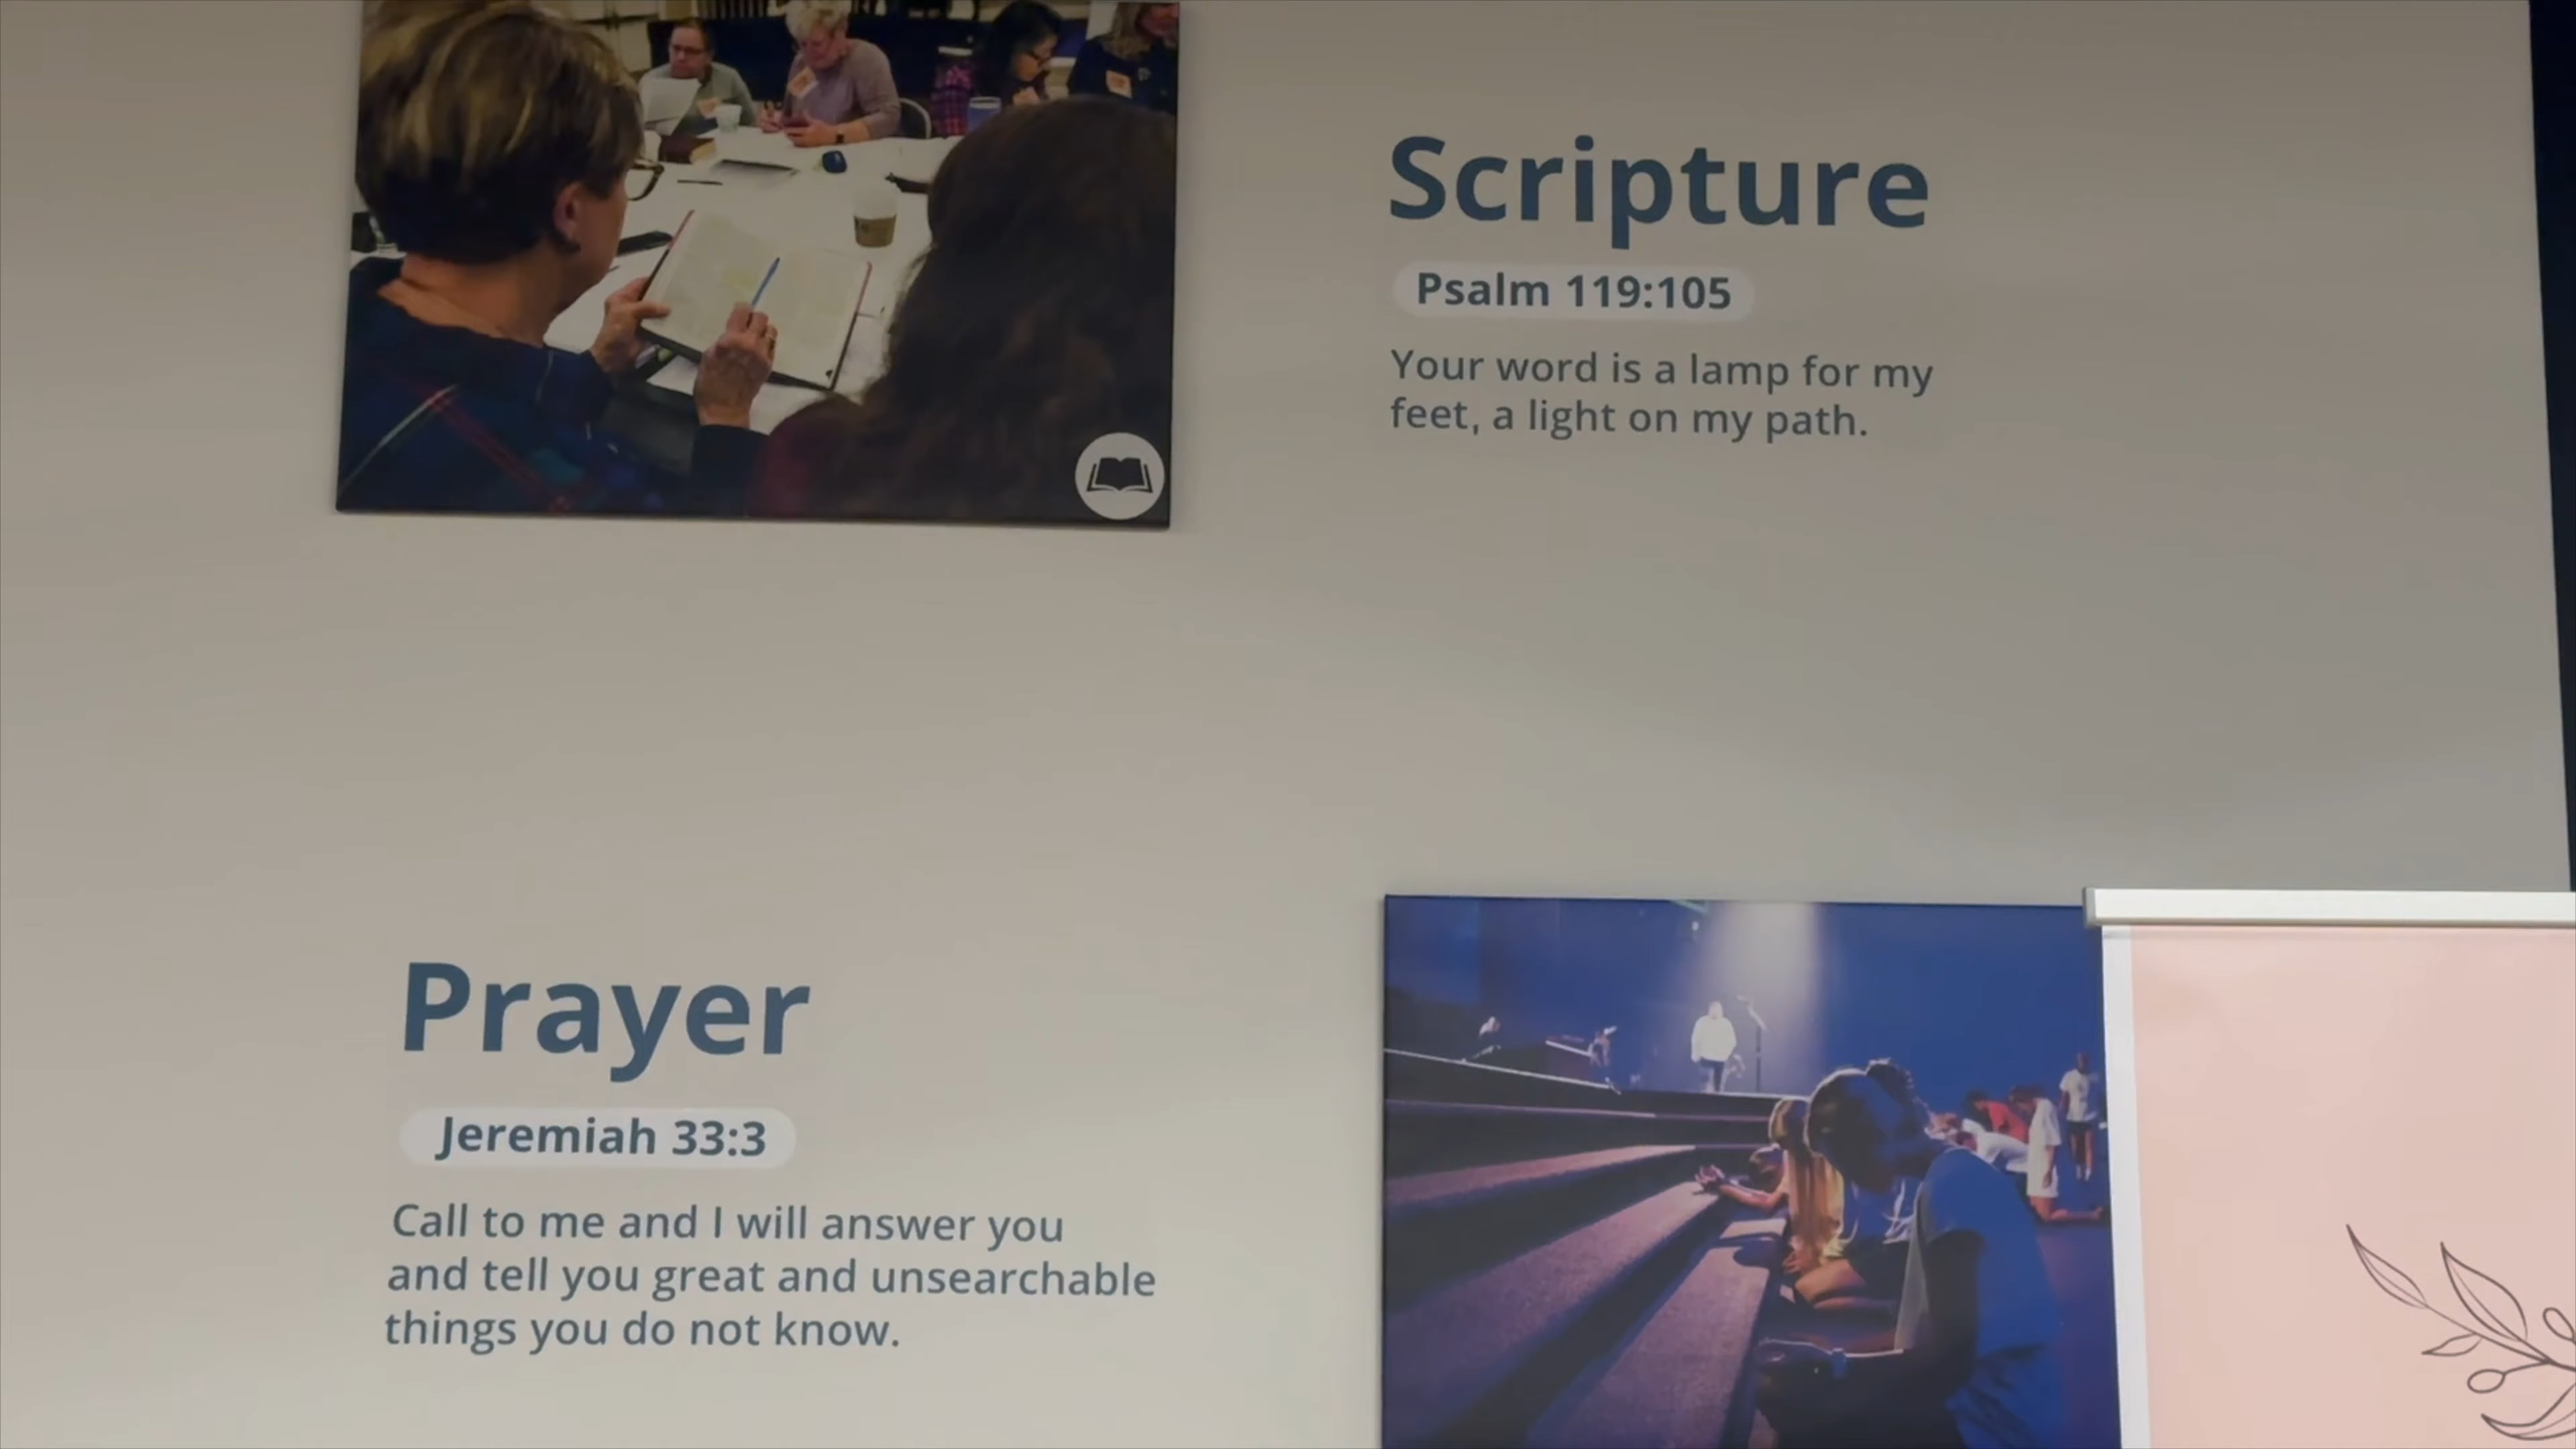 Scripture
Psalm 119:105
Your word is a lamp for my
feet, a light on my path.
Prayer
Jeremiah 33:3
Call to me and I will answer you
and tell you great and unsearchable
things you do not know.